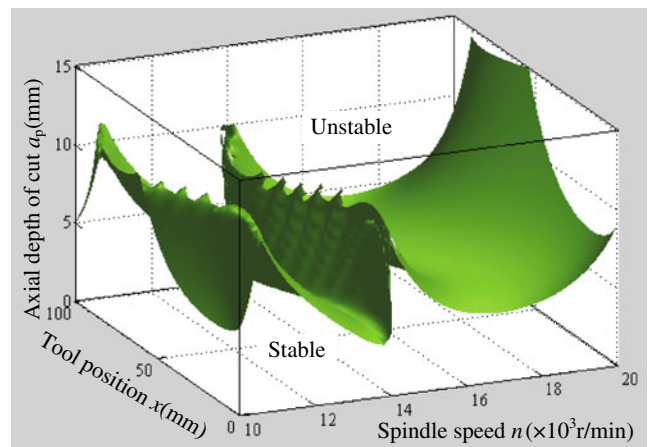 Axial depth of cut aₚ(mm)
15
10
5
0
100
Unstable
Stable
Tool position x(mm)
50
0
10
12
14
16
18
20
Spindle speed n(×10³r/min)